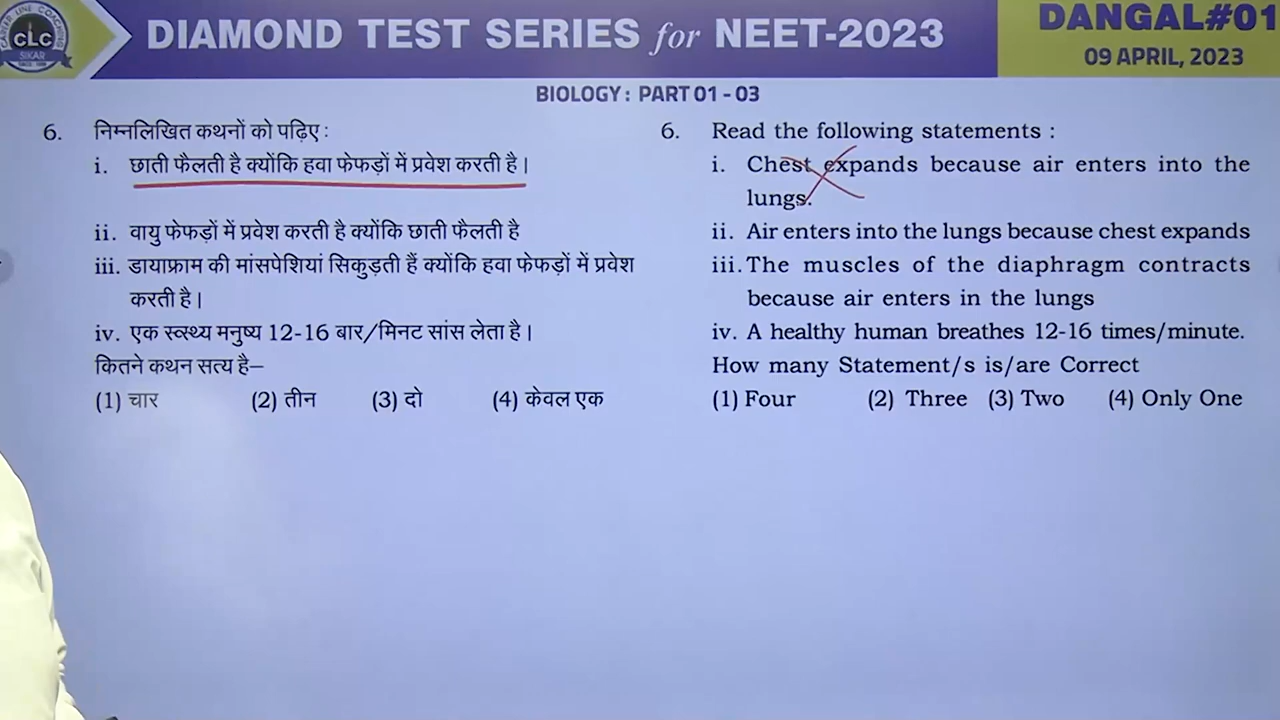 CLC
SIKAR
DIAMOND TEST SERIES for NEET-2023
DANGAL#01
09 APRIL, 2023
BIOLOGY : PART 01 - 03
6. निम्नलिखित कथनों को पढ़िए :
i. छाती फैलती है क्योंकि हवा फेफड़ों में प्रवेश करती है।
ii. वायु फेफड़ों में प्रवेश करती है क्योंकि छाती फैलती है
iii. डायाफ्राम की मांसपेशियां सिकुड़ती हैं क्योंकि हवा फेफड़ों में प्रवेश
करती है।
iv. एक स्वस्थ्य मनुष्य 12-16 बार/मिनट सांस लेता है।
कितने कथन सत्य है–
(1) चार (2) तीन (3) दो (4) केवल एक
6. Read the following statements :
i. Chest expands because air enters into the
lungs.
ii. Air enters into the lungs because chest expands
iii. The muscles of the diaphragm contracts
because air enters in the lungs
iv. A healthy human breathes 12-16 times/minute.
How many Statement/s is/are Correct
(1) Four (2) Three (3) Two (4) Only One